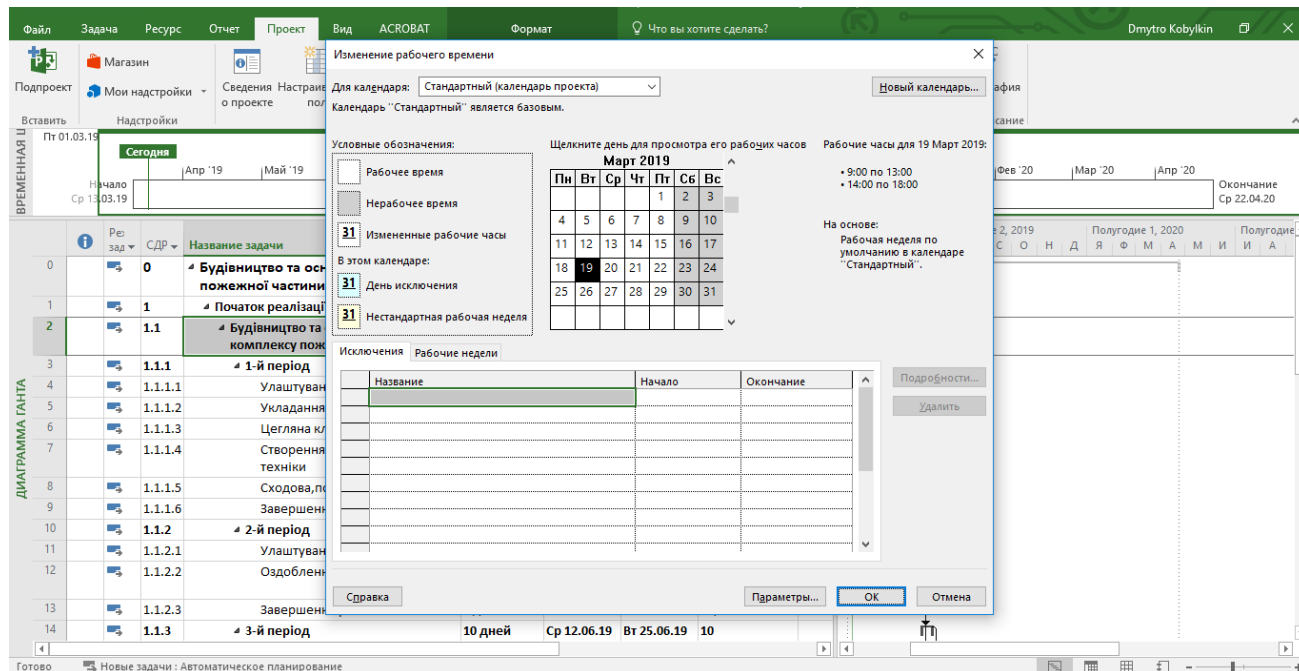 Файл Задача Ресурс Отчет Проект Вид ACROBAT Формат Что вы хотите сделать? Dmytro Kobylkin
Подпроект
Магазин
Мои надстройки
Сведения о проекте
Вставить Надстройки
Изменение рабочего времени
Для календаря: Стандартный (календарь проекта) Новый календарь...
Календарь "Стандартный" является базовым.
Условные обозначения:
Рабочее время
Нерабочее время
31 Измененные рабочие часы
В этом календаре:
31 День исключения
31 Нестандартная рабочая неделя
Щелкните день для просмотра его рабочих часов
Март 2019
Пн Вт Ср Чт Пт Сб Вс
1 2 3
4 5 6 7 8 9 10
11 12 13 14 15 16 17
18 19 20 21 22 23 24
25 26 27 28 29 30 31
Рабочие часы для 19 Март 2019:
• 9:00 по 13:00
• 14:00 по 18:00
На основе:
Рабочая неделя по
умолчанию в календаре
"Стандартный".
Исключения Рабочие недели
Название Начало Окончание
Подробности...
Удалить
Справка Параметры... ОК Отмена
ВРЕМЕННАЯ
Пт 01.03.19
Сегодня
Апр '19 Май '19 Фев '20 Мар '20 Апр '20
Начало
Ср 13.03.19
Окончание
Ср 22.04.20
ДИАГРАММА ГАНТА
СДР Название задачи
2, 2019 Полугодие 1, 2020 Полугодие
С О Н Д Я Ф М А М И И А
0 0 Будівництво та
пожежної частини
1 1 Початок реалізації
2 1.1 Будівництво та
комплексу
3 1.1.1 1-й період
4 1.1.1.1
5 1.1.1.2 Укладання
6 1.1.1.3 Цегляна
7 1.1.1.4 Створення
техніки
8 1.1.1.5 Сходова,
9 1.1.1.6
10 1.1.2 2-й період
11 1.1.2.1
12 1.1.2.2
13 1.1.2.3
14 1.1.3 3-й період 10 дней Ср 12.06.19 Вт 25.06.19 10
Готово Новые задачи : Автоматическое планирование